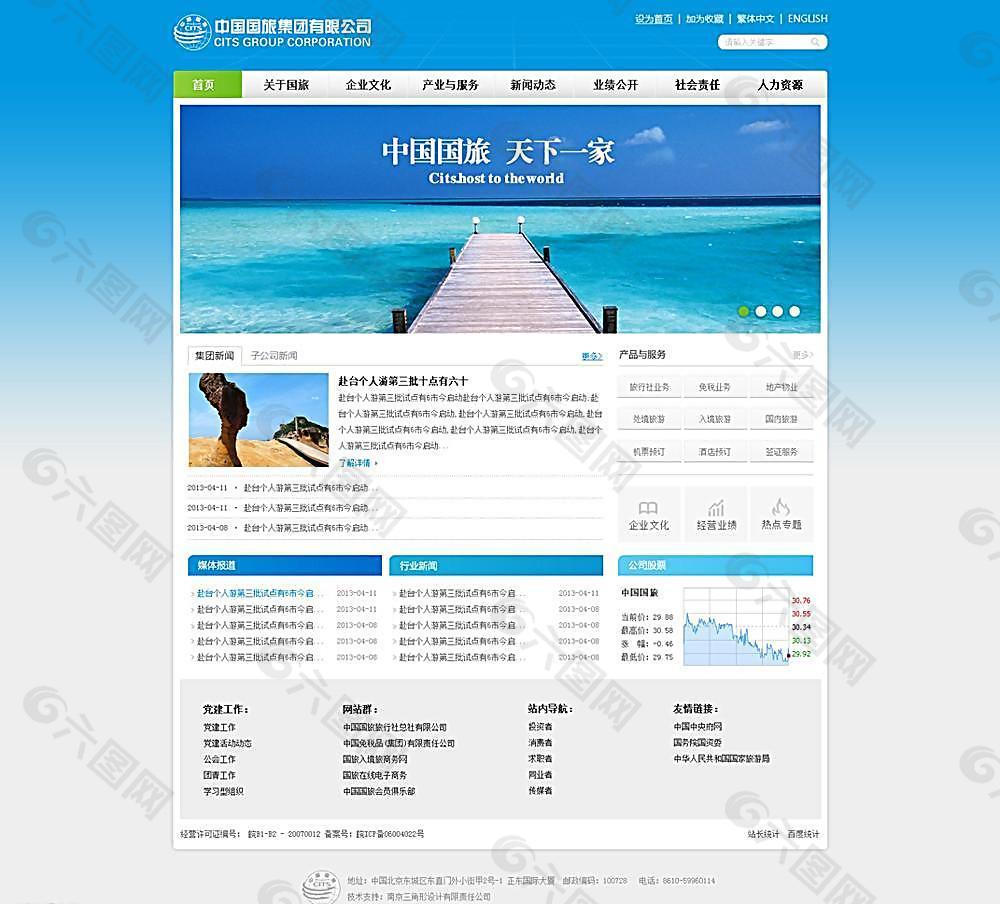 中国国旅集团有限公司
CITS GROUP CORPORATION
设为首页 | 加为收藏 | 繁体中文 | ENGLISH
请输入关键字
首页 关于国旅 企业文化 产业与服务 新闻动态 业绩公开 社会责任 人力资源
中国国旅 天下一家
Cits.host to the world
集团新闻 子公司新闻 更多>
赴台个人游第三批十点有六十
赴台个人游第三批试点有6市今启动赴台个人游第三批试点有6市今启动,赴
台个人游第三批试点有6市今启动,赴台个人游第三批试点有6市今启动,赴台
个人游第三批试点有6市今启动,赴台个人游第三批试点有6市今启动,赴台个
人游第三批试点有6市今启动...
了解详情
2013-04-11 · 赴台个人游第三批试点有6市今启动...
2013-04-11 · 赴台个人游第三批试点有6市今启动...
2013-04-08 · 赴台个人游第三批试点有6市今启动...
产品与服务 更多>
旅行社业务 免税业务 地产物业
处境旅游 入境旅游 国内旅游
机票预订 酒店预订 签证服务
企业文化 经营业绩 热点专题
媒体报道
赴台个人游第三批试点有6市今启... 2013-04-11
赴台个人游第三批试点有6市今启... 2013-04-08
赴台个人游第三批试点有6市今启... 2013-04-08
赴台个人游第三批试点有6市今启... 2013-04-08
赴台个人游第三批试点有6市今启... 2013-04-08
行业新闻
赴台个人游第三批试点有6市今启... 2013-04-11
赴台个人游第三批试点有6市今启... 2013-04-08
赴台个人游第三批试点有6市今启... 2013-04-08
赴台个人游第三批试点有6市今启... 2013-04-08
赴台个人游第三批试点有6市今启... 2013-04-08
公司股票
中国国旅
当前价: 29.88
最高价: 30.58
涨 幅: -0.46
最低价: 29.75
30.76
30.55
30.34
30.13
29.92
党建工作:
党建工作
党建活动动态
公会工作
团青工作
学习型组织
网站群:
中国国旅旅行社总社有限公司
中国免税品(集团)有限责任公司
国旅入境旅商务网
国旅在线电子商务
中国国旅会员俱乐部
站内导航:
投资者
消费者
求职者
同业者
传媒者
友情链接:
中国中央府网
国务院国资委
中华人民共和国国家旅游局
经营许可证编号: 皖B1-B2 - 20070012 备案号: 皖ICP备06004022号
站长统计 百度统计
CITS
地址: 中国北京东城区东直门外小街甲2号-1 正东国际大厦 邮政编码: 100728 电话: 8610-59960114
技术支持: 南京三角形设计有限责任公司
六图网